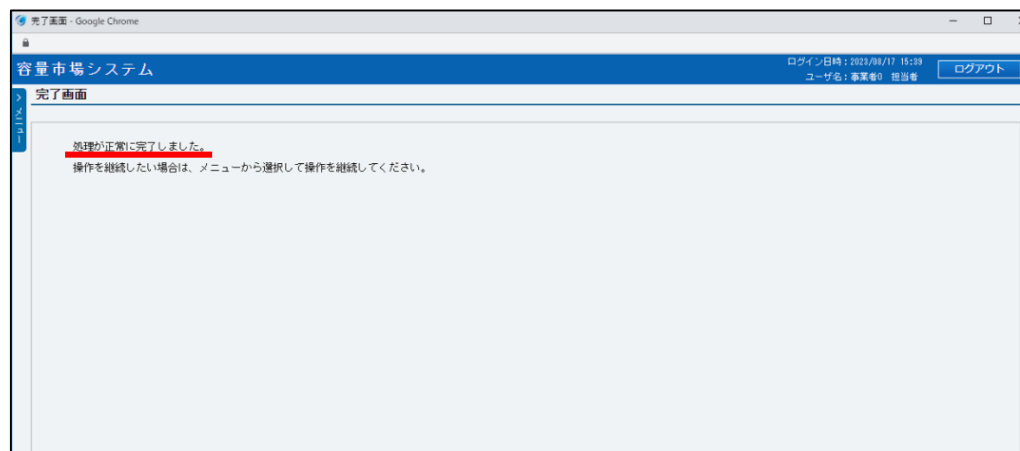 完了画面 - Google Chrome
容量市場システム
ログイン日時：2023/08/17 15:39
ユーザ名：事業者0 担当者
ログアウト
> メニュー
完了画面
処理が正常に完了しました。
操作を継続したい場合は、メニューから選択して操作を継続してください。